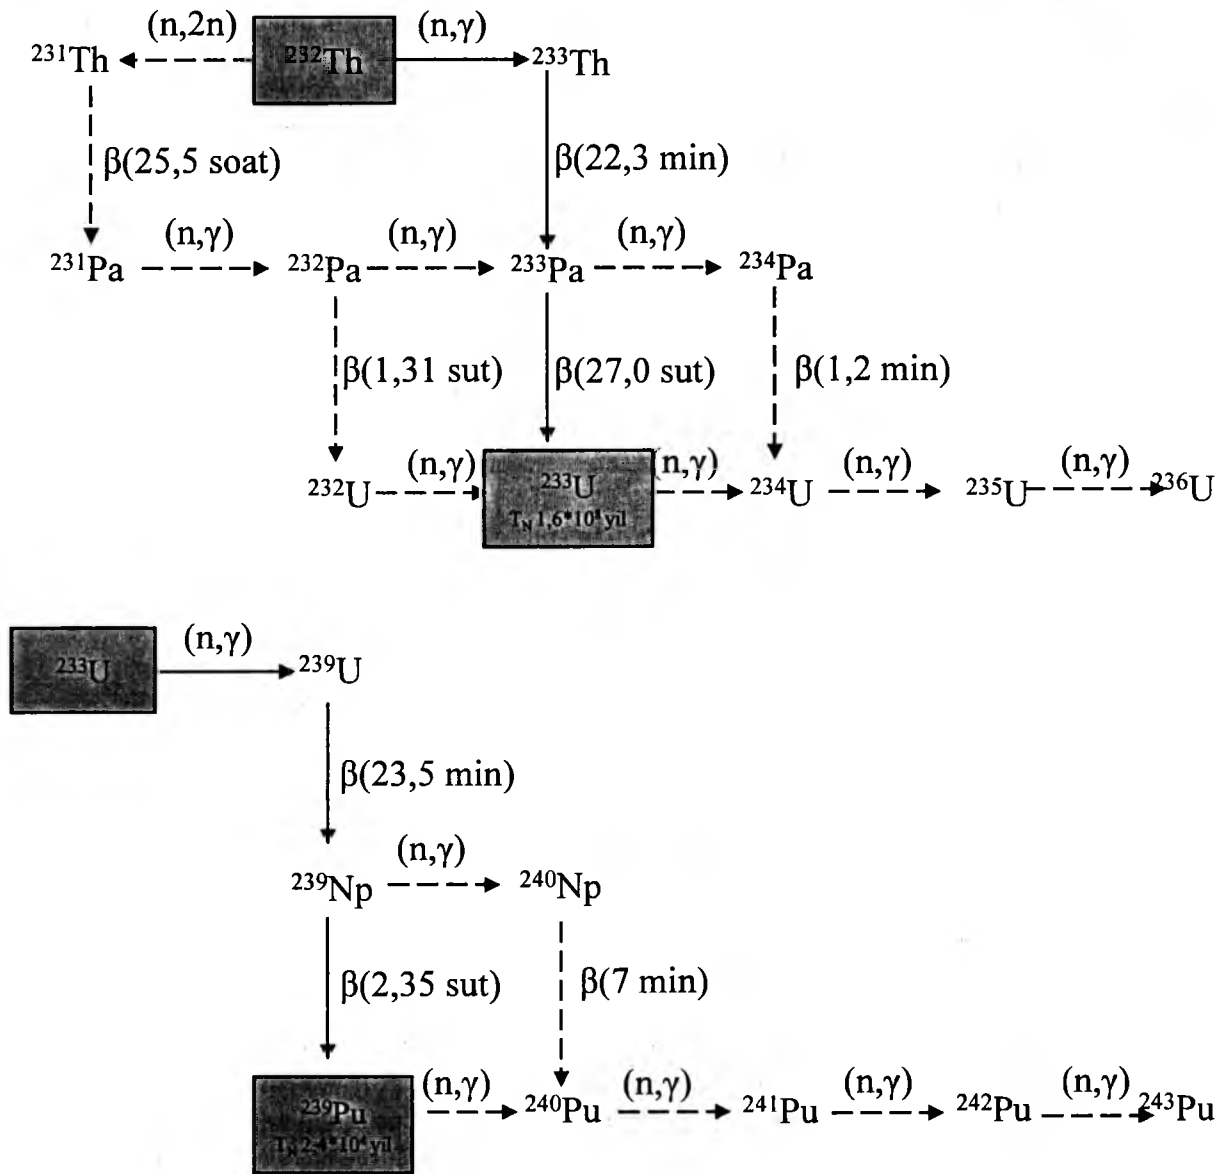 (n,2n) (n,γ)
²³¹Th ²³²Th ²³³Th
β(25,5 soat) β(22,3 min)
(n,γ) (n,γ) (n,γ)
²³¹Pa ²³²Pa ²³³Pa ²³⁴Pa
β(1,31 sut) β(27,0 sut) β(1,2 min)
(n,γ) (n,γ) (n,γ) (n,γ)
²³²U ²³³U ²³⁴U ²³⁵U ²³⁶U
yil
(n,γ)
²³³U ²³⁹U
β(23,5 min)
(n,γ)
²³⁹Np ²⁴⁰Np
β(2,35 sut) β(7 min)
(n,γ) (n,γ) (n,γ) (n,γ)
²³⁹Pu ²⁴⁰Pu ²⁴¹Pu ²⁴²Pu ²⁴³Pu
yil